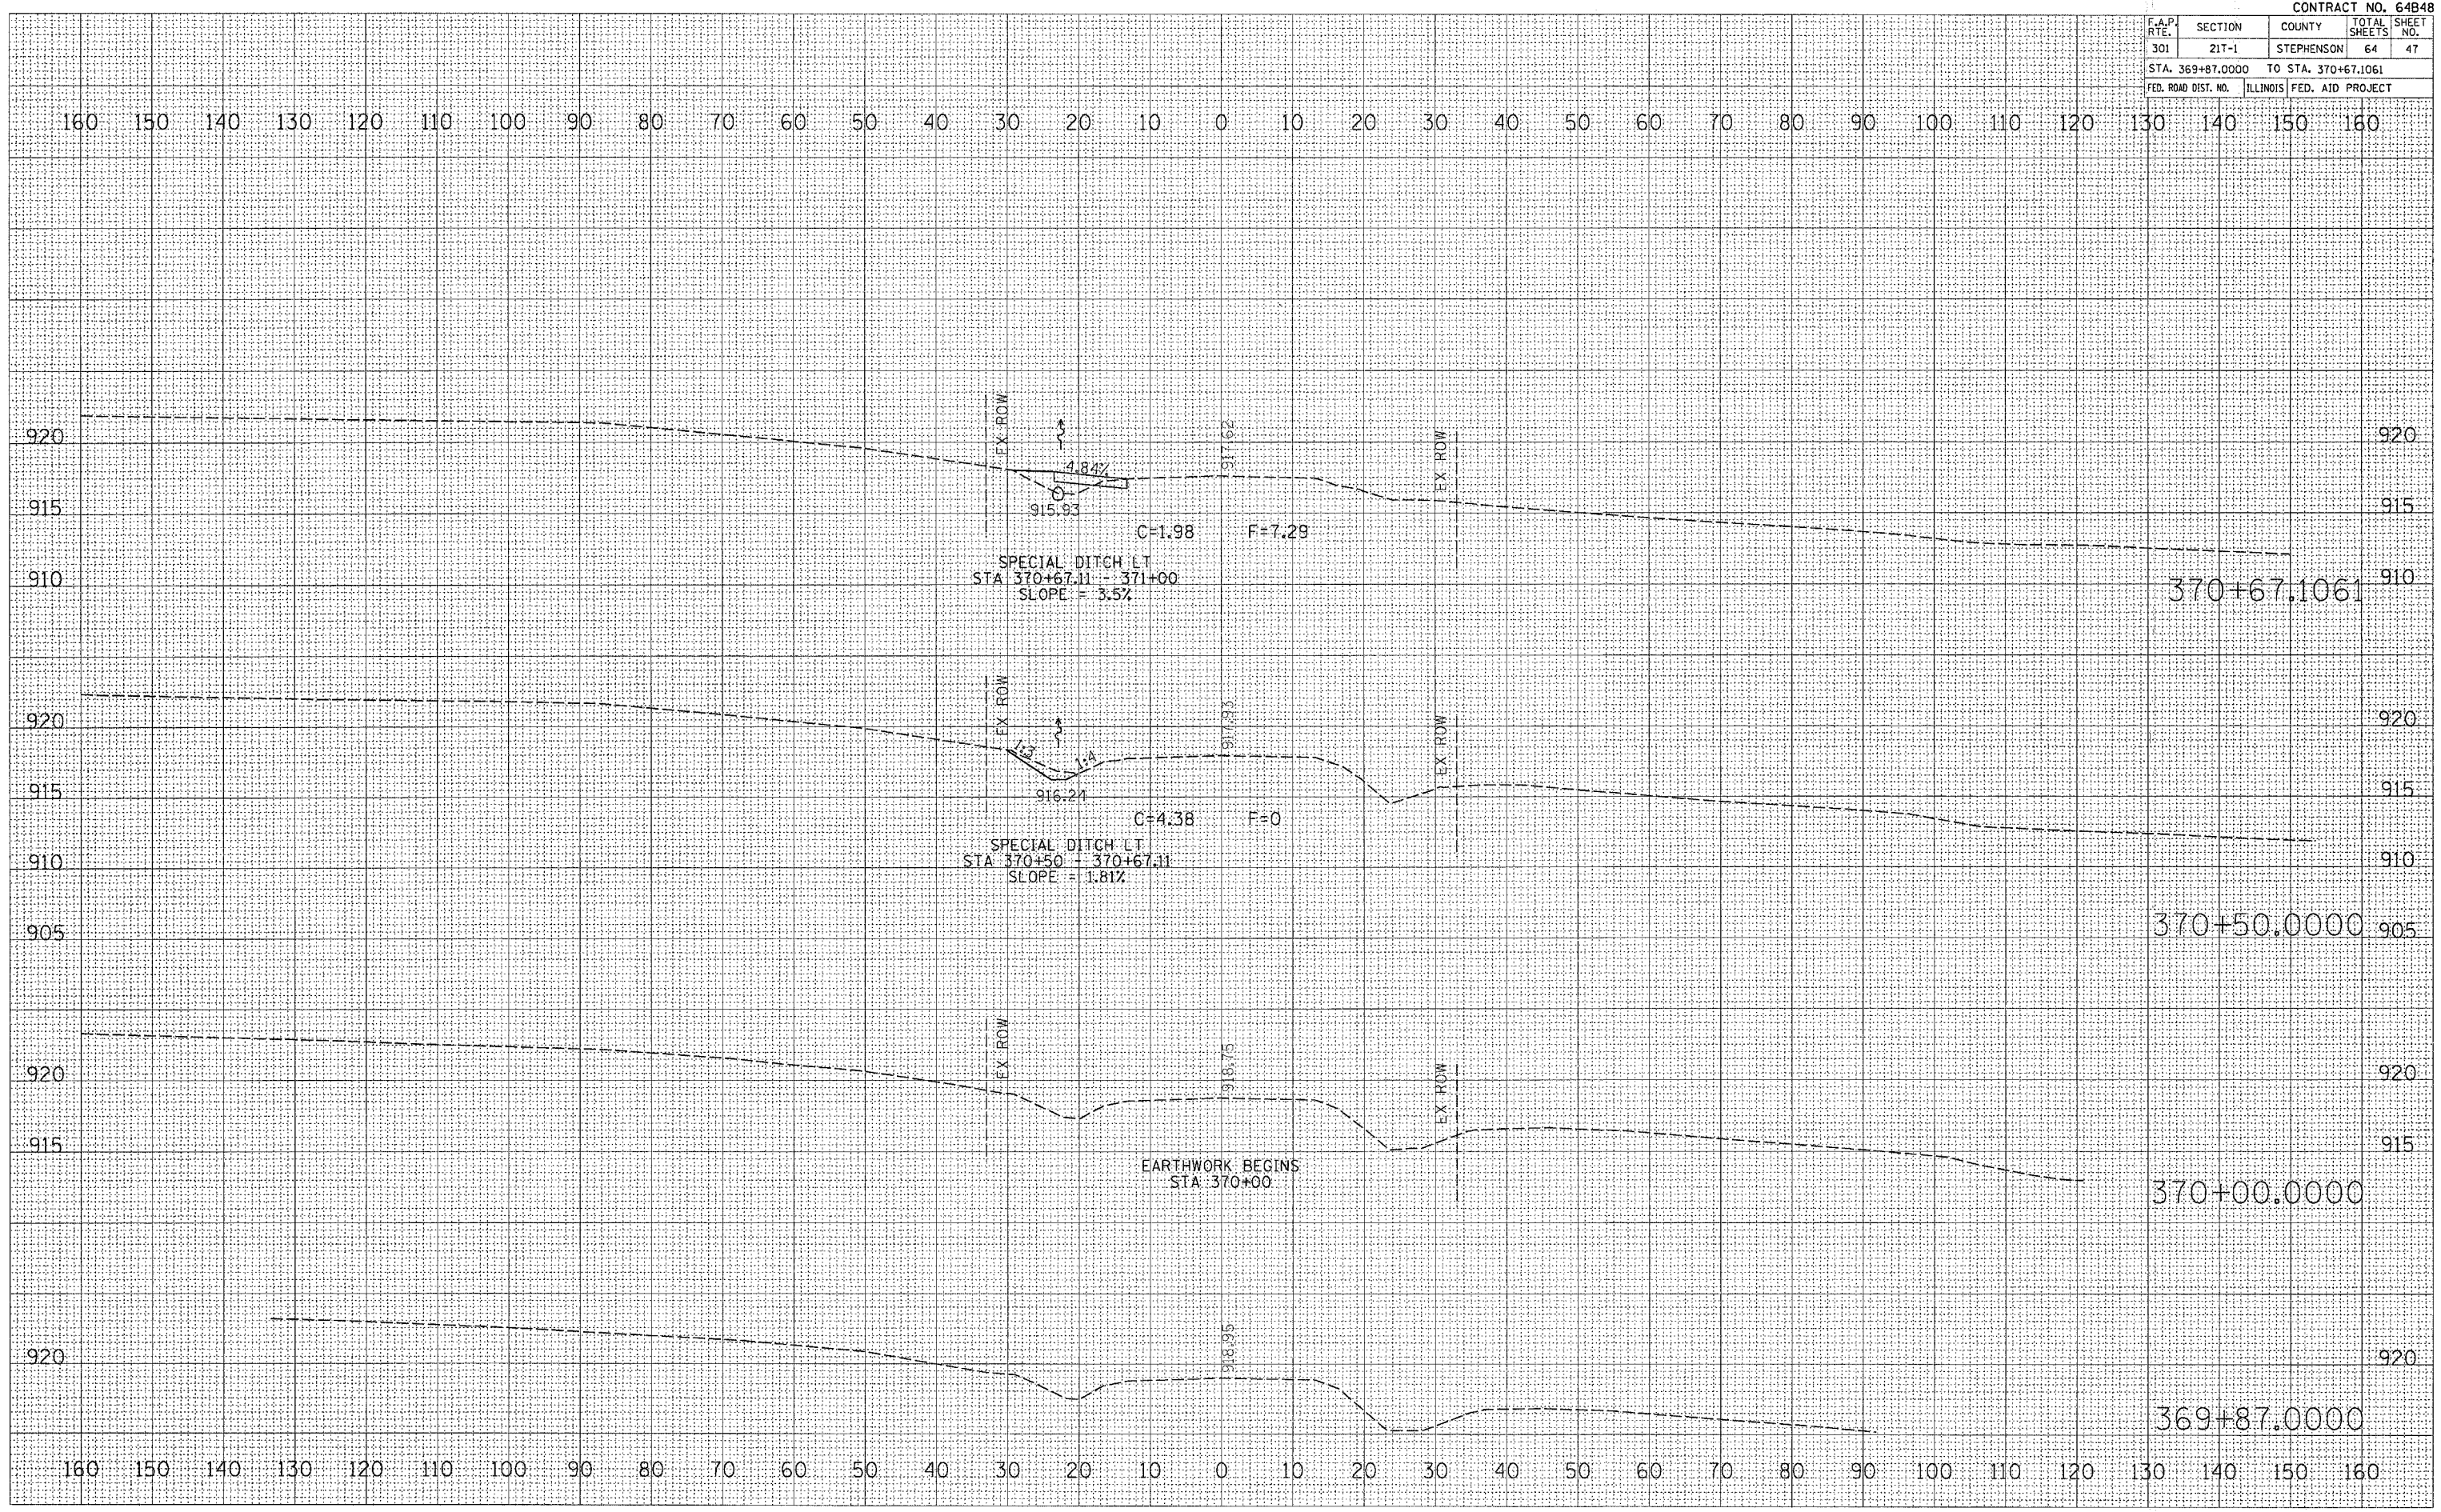 CONTRACT NO. 64B48
F.A.P. RTE. SECTION COUNTY TOTAL SHEETS SHEET NO.
301 21T-1 STEPHENSON 64 47
STA. 369+87.0000 TO STA. 370+67.1061
FED. ROAD DIST. NO. ILLINOIS FED. AID PROJECT
160 150 140 130 120 110 100 90 80 70 60 50 40 30 20 10 0 10 20 30 40 50 60 70 80 90 100 110 120 130 140 150 160
EX ROW
917.62
EX ROW
920 920
4.84%
915 915
915.93
C=1.98 F=7.29
SPECIAL DITCH LT
STA 370+67.11 - 371+00
SLOPE = 3.5%
910 910
370+67.1061
EX ROW
917.93
EX ROW
920 920
1:3 1:4
915 915
916.24
C=4.38 F=0
SPECIAL DITCH LT
STA 370+50 - 370+67.11
SLOPE = 1.81%
910 910
370+50.0000
905 905
EX ROW
918.75
EX ROW
920 920
915 915
EARTHWORK BEGINS
STA 370+00
370+00.0000
918.95
920 920
369+87.0000
160 150 140 130 120 110 100 90 80 70 60 50 40 30 20 10 0 10 20 30 40 50 60 70 80 90 100 110 120 130 140 150 160